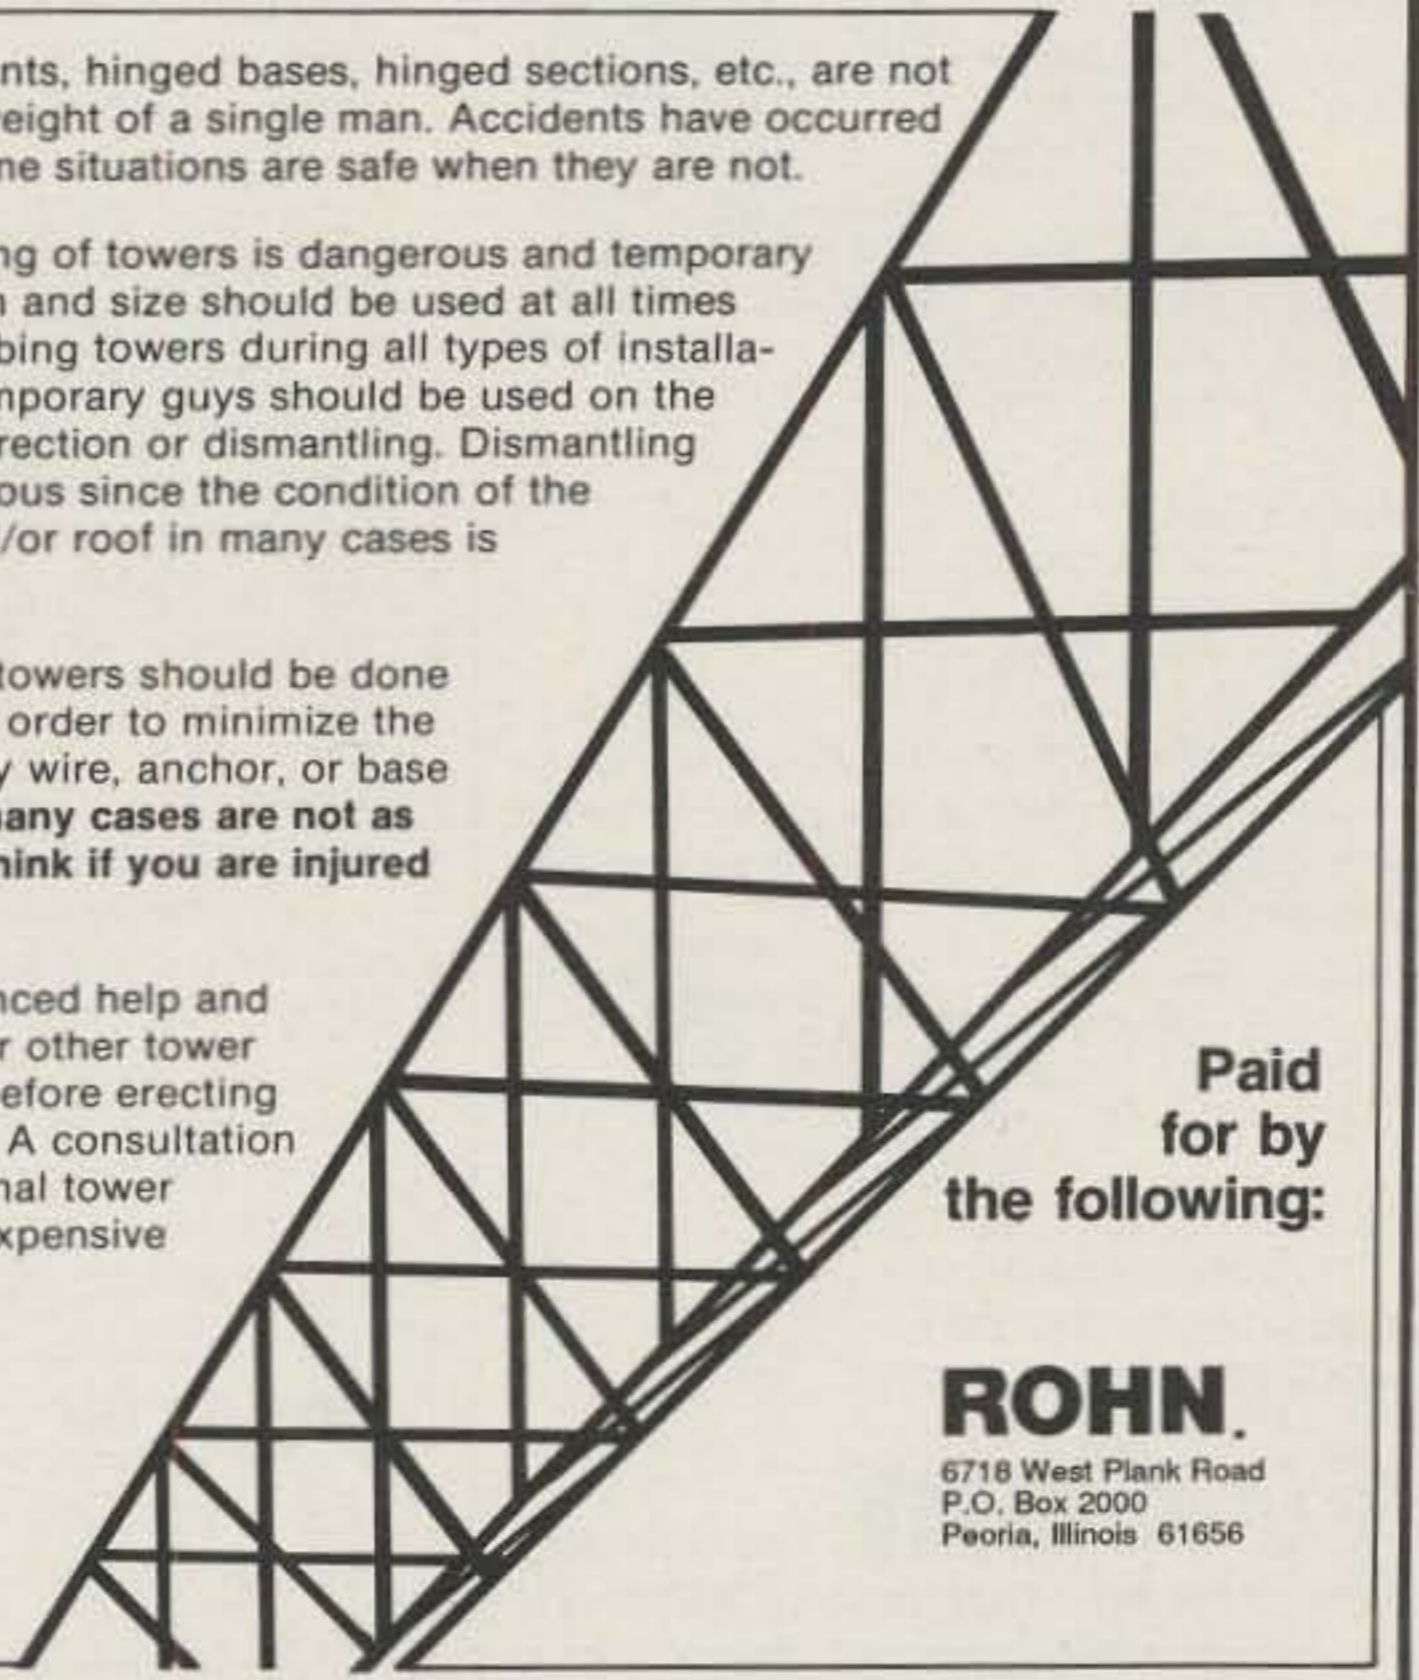 nts, hinged bases, hinged sections, etc., are not
eight of a single man. Accidents have occurred
ne situations are safe when they are not.
ng of towers is dangerous and temporary
and size should be used at all times
bing towers during all types of installa-
mporary guys should be used on the
rection or dismantling. Dismantling
ous since the condition of the
/or roof in many cases is
towers should be done
order to minimize the
y wire, anchor, or base
nany cases are not as
hink if you are injured
nced help and
r other tower
efore erecting
A consultation
nal tower
xpensive
Paid
for by
the following:
ROHN.
6718 West Plank Road
P.O. Box 2000
Peoria, Illinois 61656